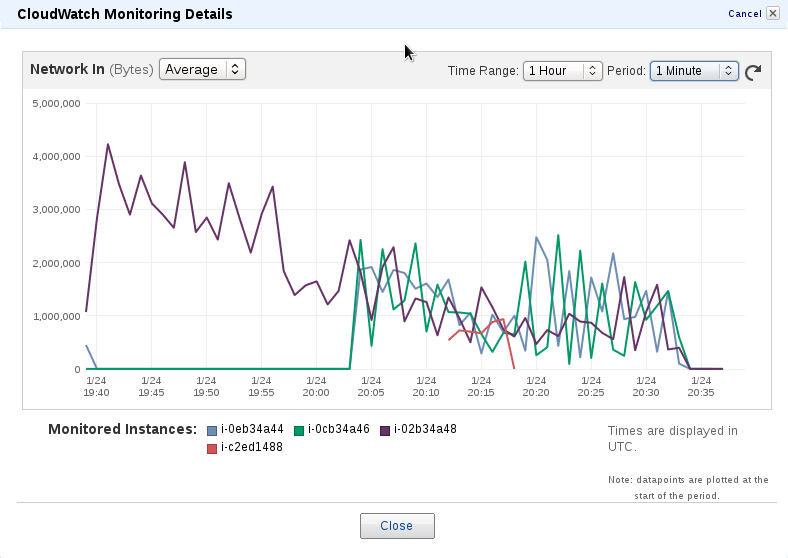 CloudWatch Monitoring Details
Cancel
Network In (Bytes) Average
Time Range: 1 Hour Period: 1 Minute
5,000,000
4,000,000
3,000,000
2,000,000
1,000,000
0
1/24 1/24 1/24 1/24 1/24 1/24 1/24 1/24 1/24 1/24 1/24 1/24
19:40 19:45 19:50 19:55 20:00 20:05 20:10 20:15 20:20 20:25 20:30 20:35
Monitored Instances: i-0eb34a44 i-0cb34a46 i-02b34a48
i-c2ed1488
Times are displayed in
UTC.
Note: datapoints are plotted at the
start of the period.
Close